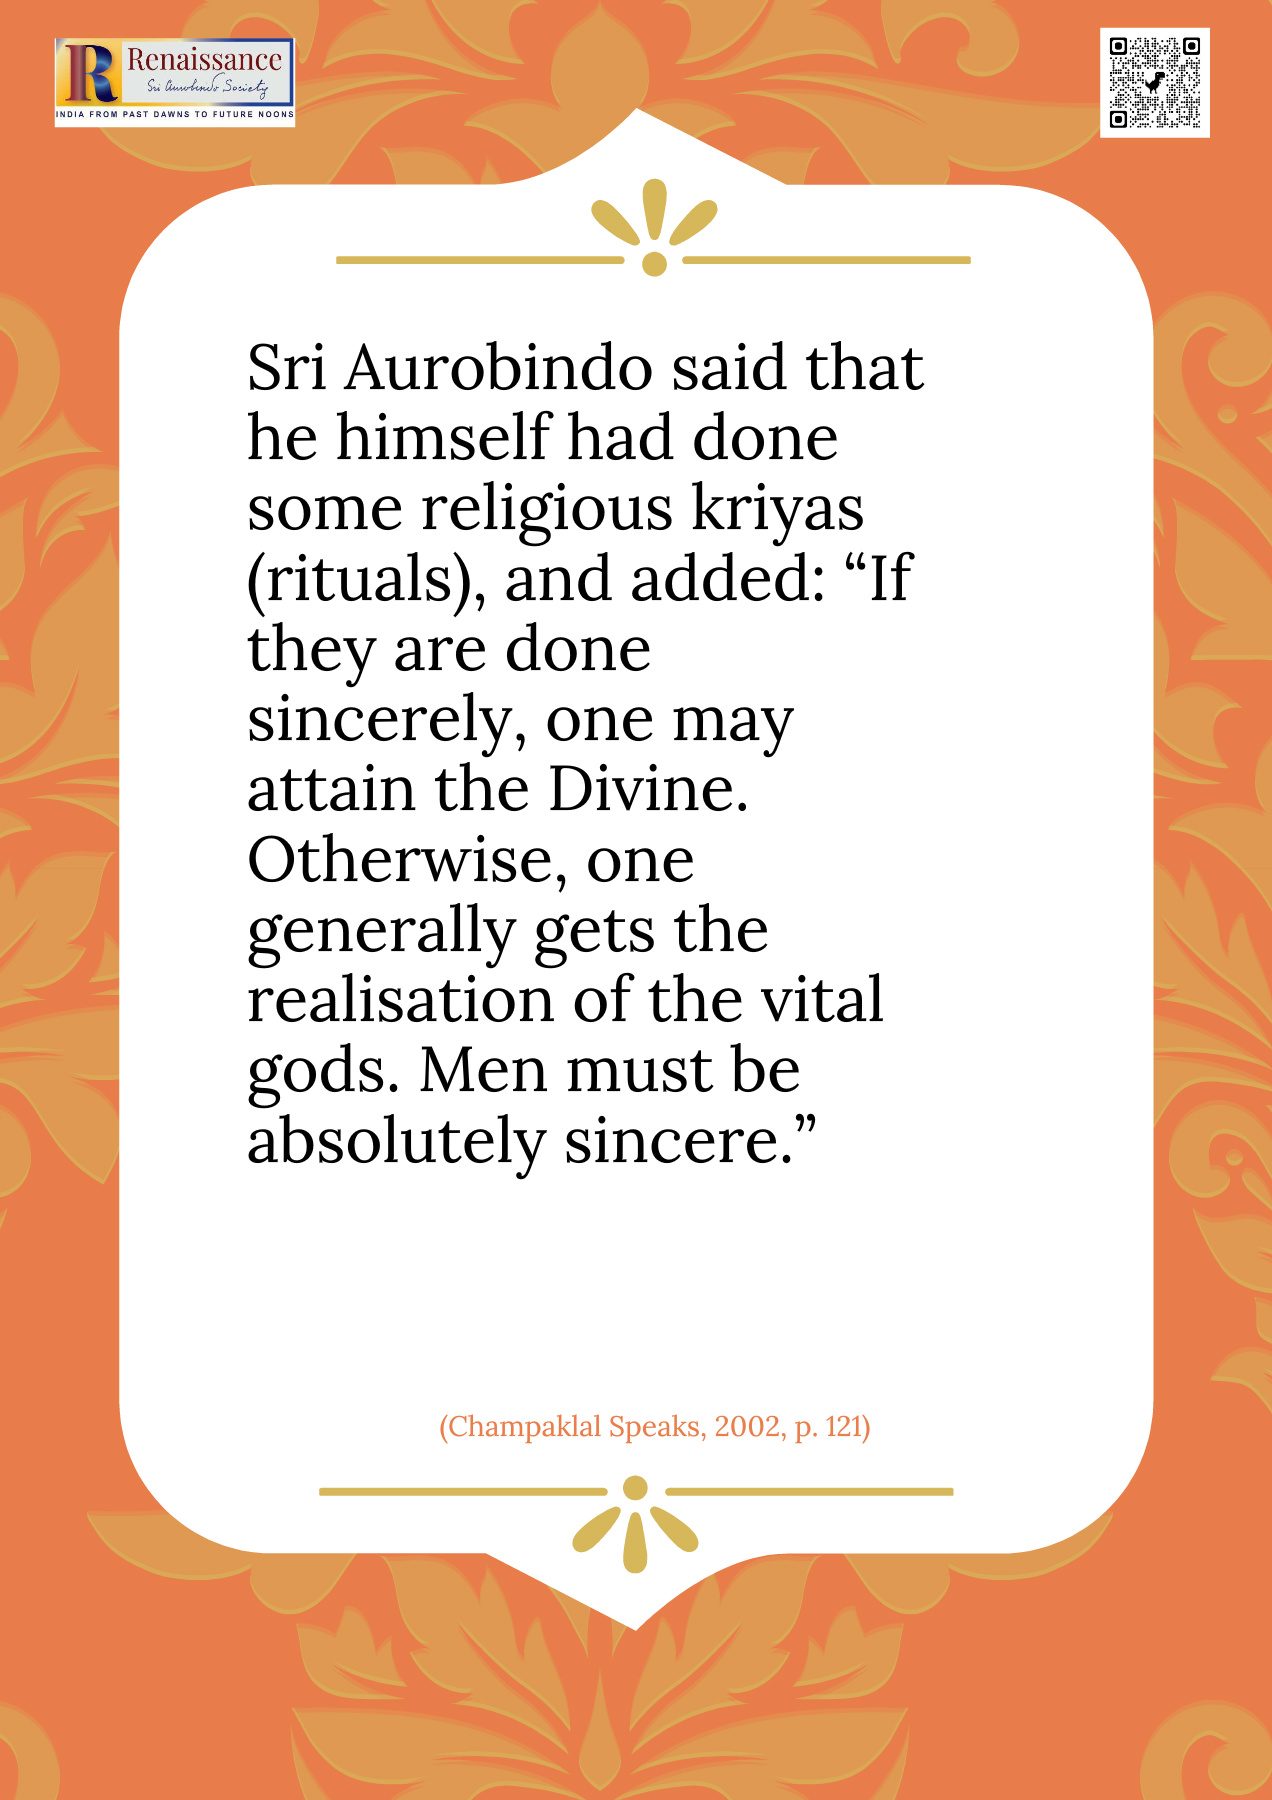 Renaissance
Sri Aurobindo Society
INDIA FROM PAST DAWNS TO FUTURE NOONS
Sri Aurobindo said that
he himself had done
some religious kriyas
(rituals), and added: “If
they are done
sincerely, one may
attain the Divine.
Otherwise, one
generally gets the
realisation of the vital
gods. Men must be
absolutely sincere.”
(Champaklal Speaks, 2002, p. 121)